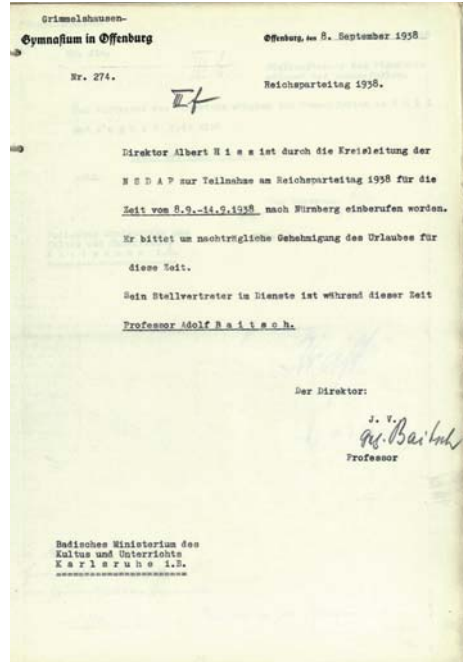 Grimmelshausen-
Gymnasium in Offenburg
Offenburg, den 8. September 1938
Nr. 274.
Reichsparteitag 1938.
Direktor Albert H i s s ist durch die Kreisleitung der
N S D A P zur Teilnahme am Reichsparteitag 1938 für die
Zeit vom 8.9.-14.9.1938 nach Nürnberg einberufen worden.
Er bittet um nachträgliche Genehmigung des Urlaubes für
diese Zeit.
Sein Stellvertreter im Dienste ist während dieser Zeit
Professor Adolf B a i t s c h.
Der Direktor:
J. V.
gez. Baitsch
Professor
Badisches Ministerium des
Kultus und Unterrichts
K a r l s r u h e i.B.